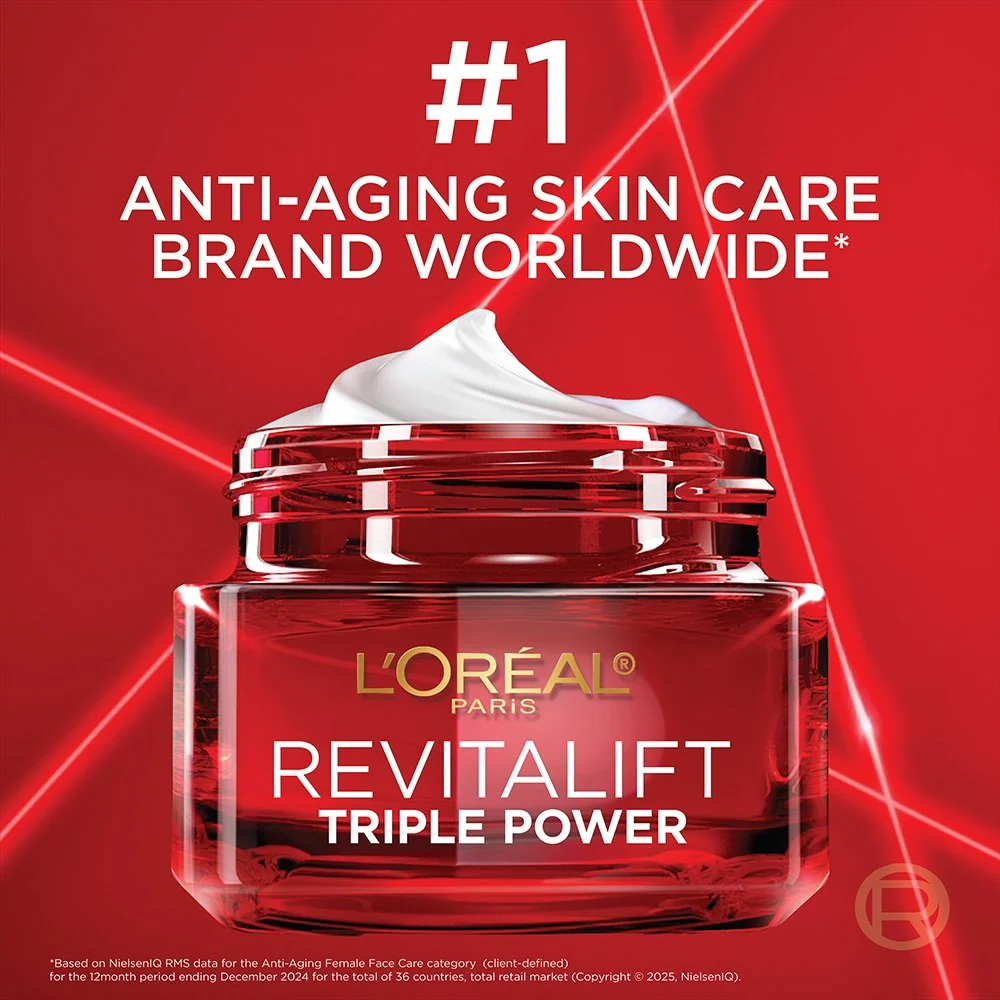 #1
ANTI-AGING SKIN CARE
BRAND WORLDWIDE*
L'ORÉAL®
PARiS
REVITALIFT
TRIPLE POWER
R
*Based on NielsenIQ RMS data for the Anti-Aging Female Face Care category (client-defined)
for the 12month period ending December 2024 for the total of 36 countries, total retail market (Copyright © 2025, NielsenIQ).